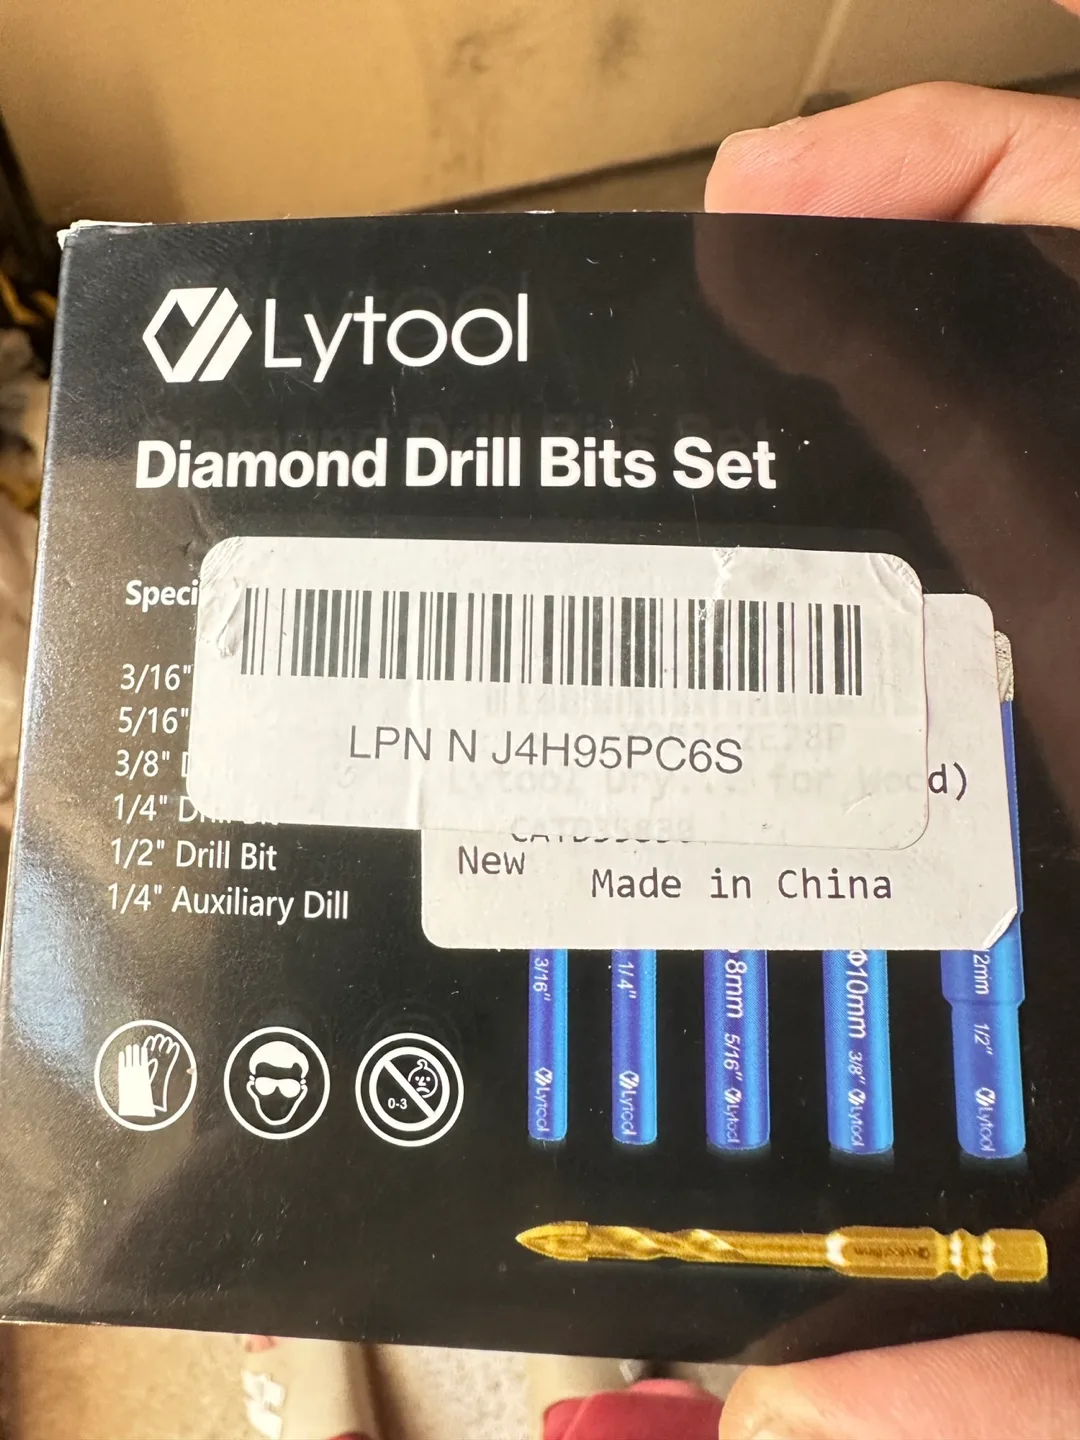 Lytool
Diamond Drill Bits Set
Speci
3/16"
5/16"
3/8" D
1/4" Drill Bit
1/2" Drill Bit
1/4" Auxiliary Dill
LPN N J4H95PC6S
d)
New
Made in China
0-3
3/16" Lytool
1/4" Lytool
8mm 5/16" Lytool
Φ10mm 3/8" Lytool
2mm 1/2" Lytool